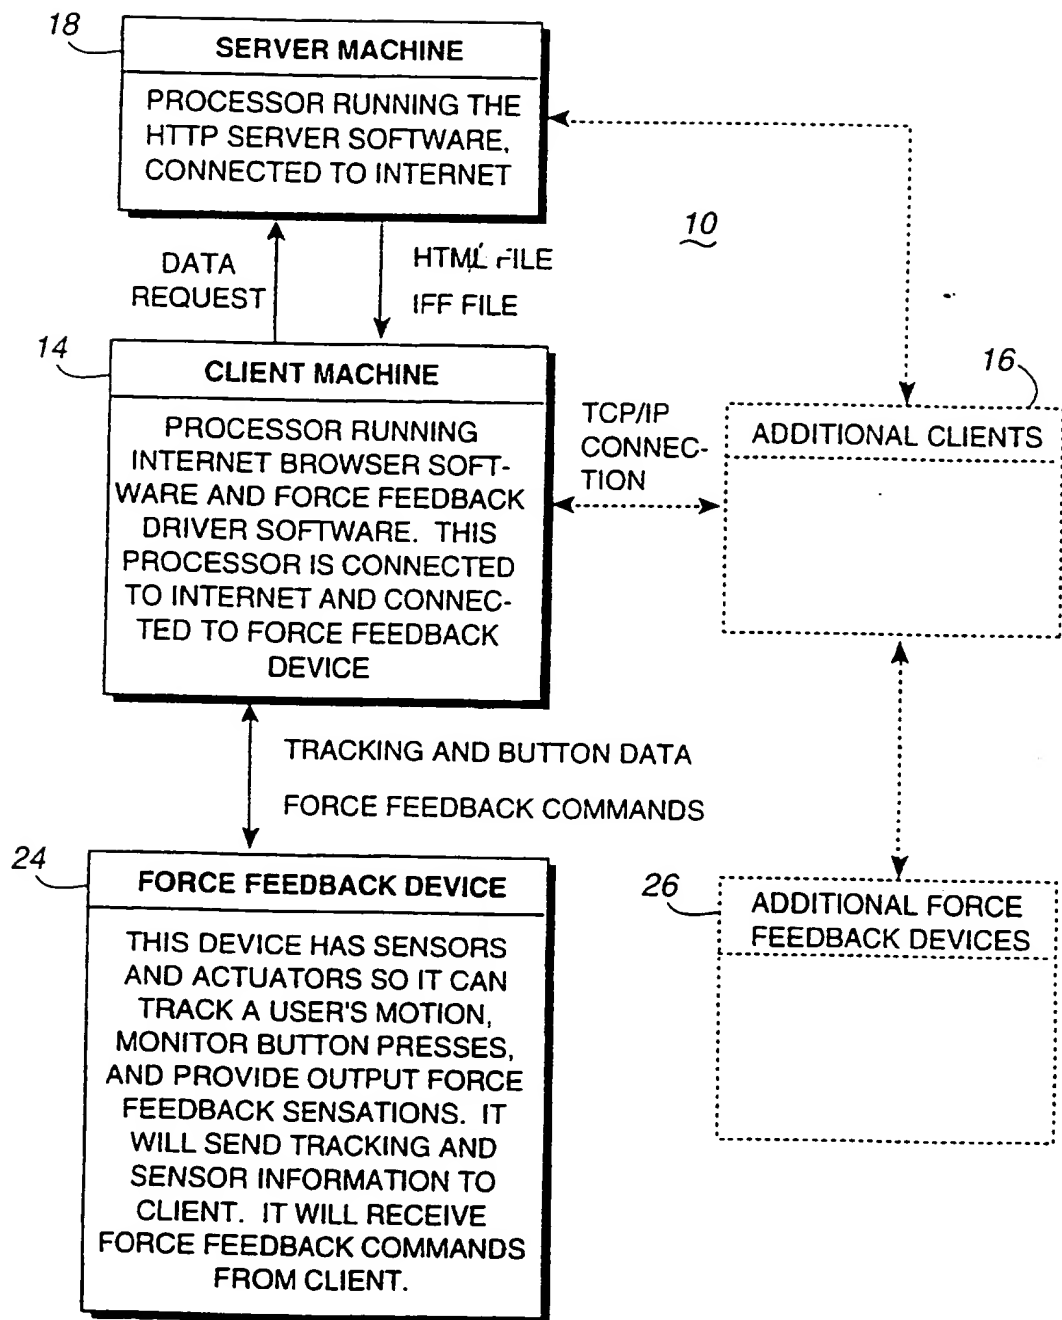 18
SERVER MACHINE
PROCESSOR RUNNING THE
HTTP SERVER SOFTWARE,
CONNECTED TO INTERNET
10
DATA
REQUEST
HTML FILE
IFF FILE
14
CLIENT MACHINE
PROCESSOR RUNNING
INTERNET BROWSER SOFT-
WARE AND FORCE FEEDBACK
DRIVER SOFTWARE. THIS
PROCESSOR IS CONNECTED
TO INTERNET AND CONNEC-
TED TO FORCE FEEDBACK
DEVICE
TCP/IP
CONNEC-
TION
16
ADDITIONAL CLIENTS
TRACKING AND BUTTON DATA
FORCE FEEDBACK COMMANDS
24
FORCE FEEDBACK DEVICE
THIS DEVICE HAS SENSORS
AND ACTUATORS SO IT CAN
TRACK A USER'S MOTION,
MONITOR BUTTON PRESSES,
AND PROVIDE OUTPUT FORCE
FEEDBACK SENSATIONS. IT
WILL SEND TRACKING AND
SENSOR INFORMATION TO
CLIENT. IT WILL RECEIVE
FORCE FEEDBACK COMMANDS
FROM CLIENT.
26
ADDITIONAL FORCE
FEEDBACK DEVICES